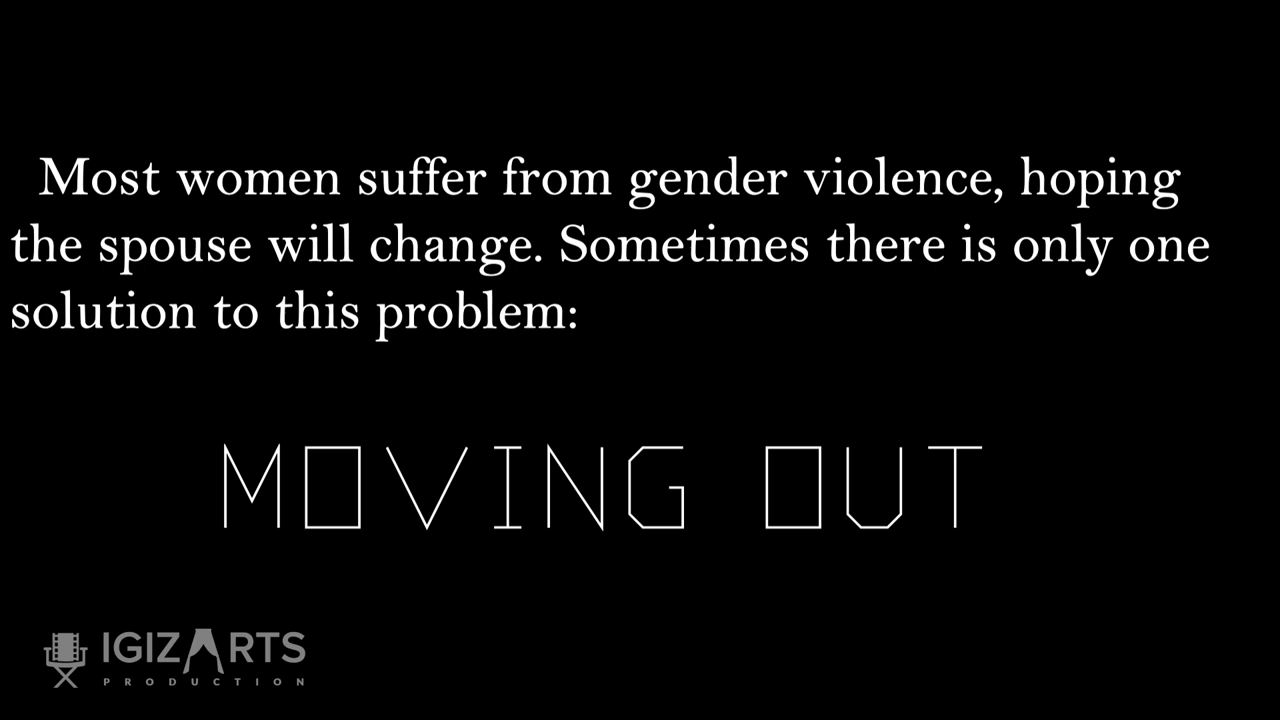 Most women suffer from gender violence, hoping
the spouse will change. Sometimes there is only one
solution to this problem:
MOVING OUT
IGIZARTS
PRODUCTION